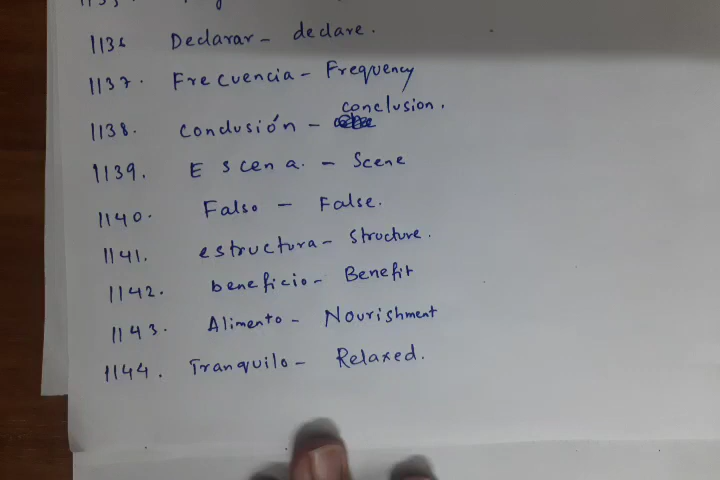 1136 Declarar - declare.
1137. Frecuencia - Frequency
1138. conclusión - conclusion.
1139. Escena. - Scene
1140. Falso - False.
1141. estructura - structure.
1142. beneficio - Benefit
1143. Alimento - Nourishment
1144. Tranquilo - Relaxed.